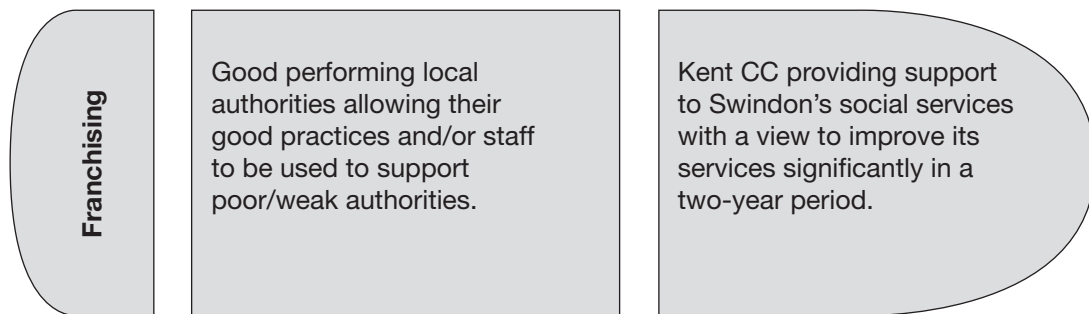 Franchising
Good performing local
authorities allowing their
good practices and/or staff
to be used to support
poor/weak authorities.
Kent CC providing support
to Swindon’s social services
with a view to improve its
services significantly in a
two-year period.